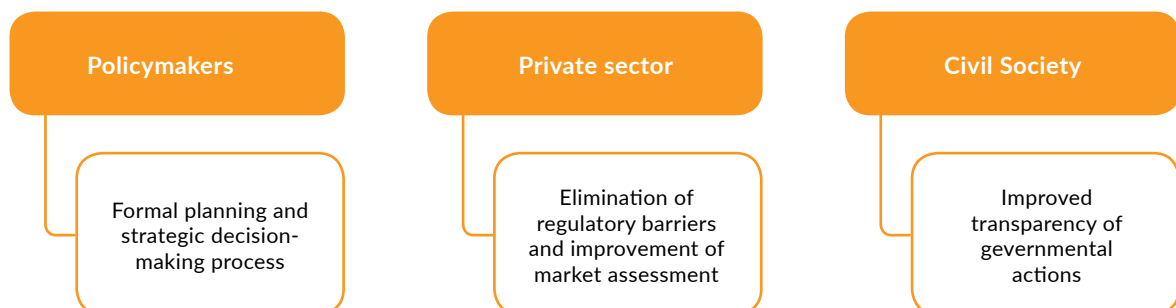 Policymakers
Formal planning and
strategic decision-
making process
Private sector
Elimination of
regulatory barriers
and improvement of
market assessment
Civil Society
Improved
transparency of
gevernmental
actions